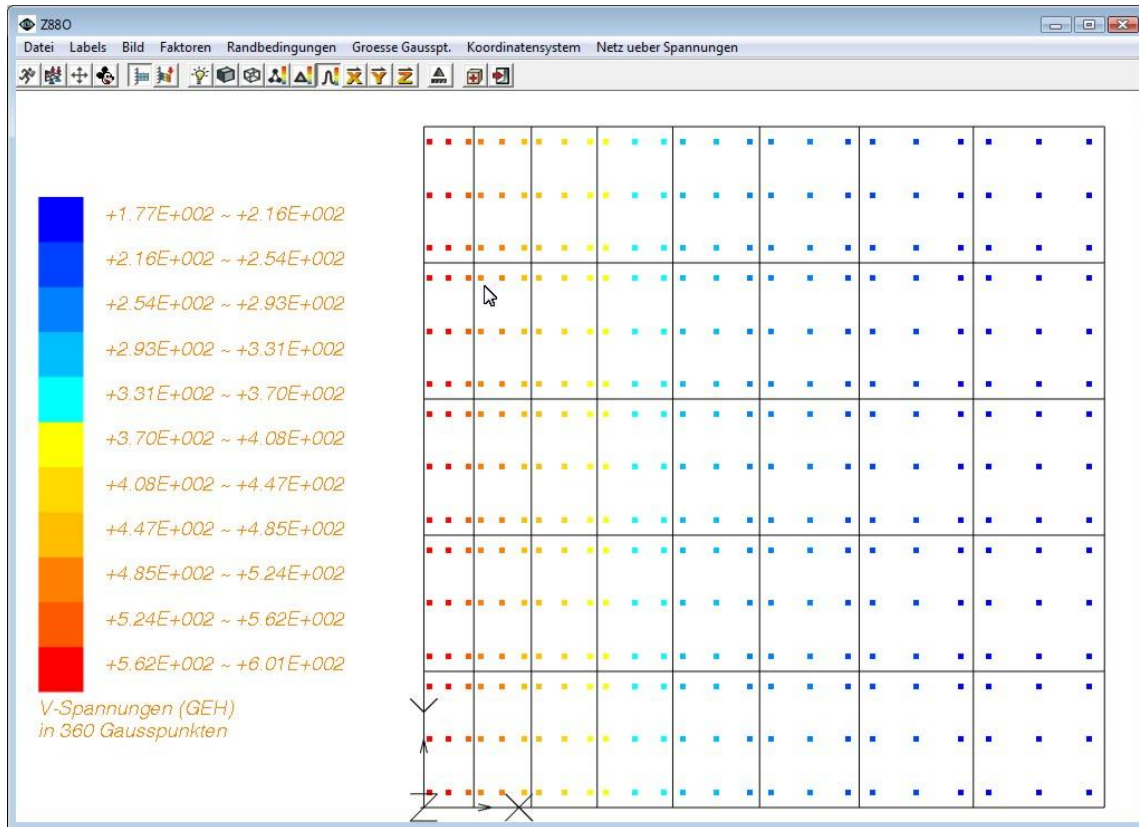 Z88O
Datei Labels Bild Faktoren Randbedingungen Groesse Gausspt. Koordinatensystem Netz ueber Spannungen
X Y Z
+1.77E+002 ~ +2.16E+002
+2.16E+002 ~ +2.54E+002
+2.54E+002 ~ +2.93E+002
+2.93E+002 ~ +3.31E+002
+3.31E+002 ~ +3.70E+002
+3.70E+002 ~ +4.08E+002
+4.08E+002 ~ +4.47E+002
+4.47E+002 ~ +4.85E+002
+4.85E+002 ~ +5.24E+002
+5.24E+002 ~ +5.62E+002
+5.62E+002 ~ +6.01E+002
V-Spannungen (GEH)
in 360 Gausspunkten
Y
Z X